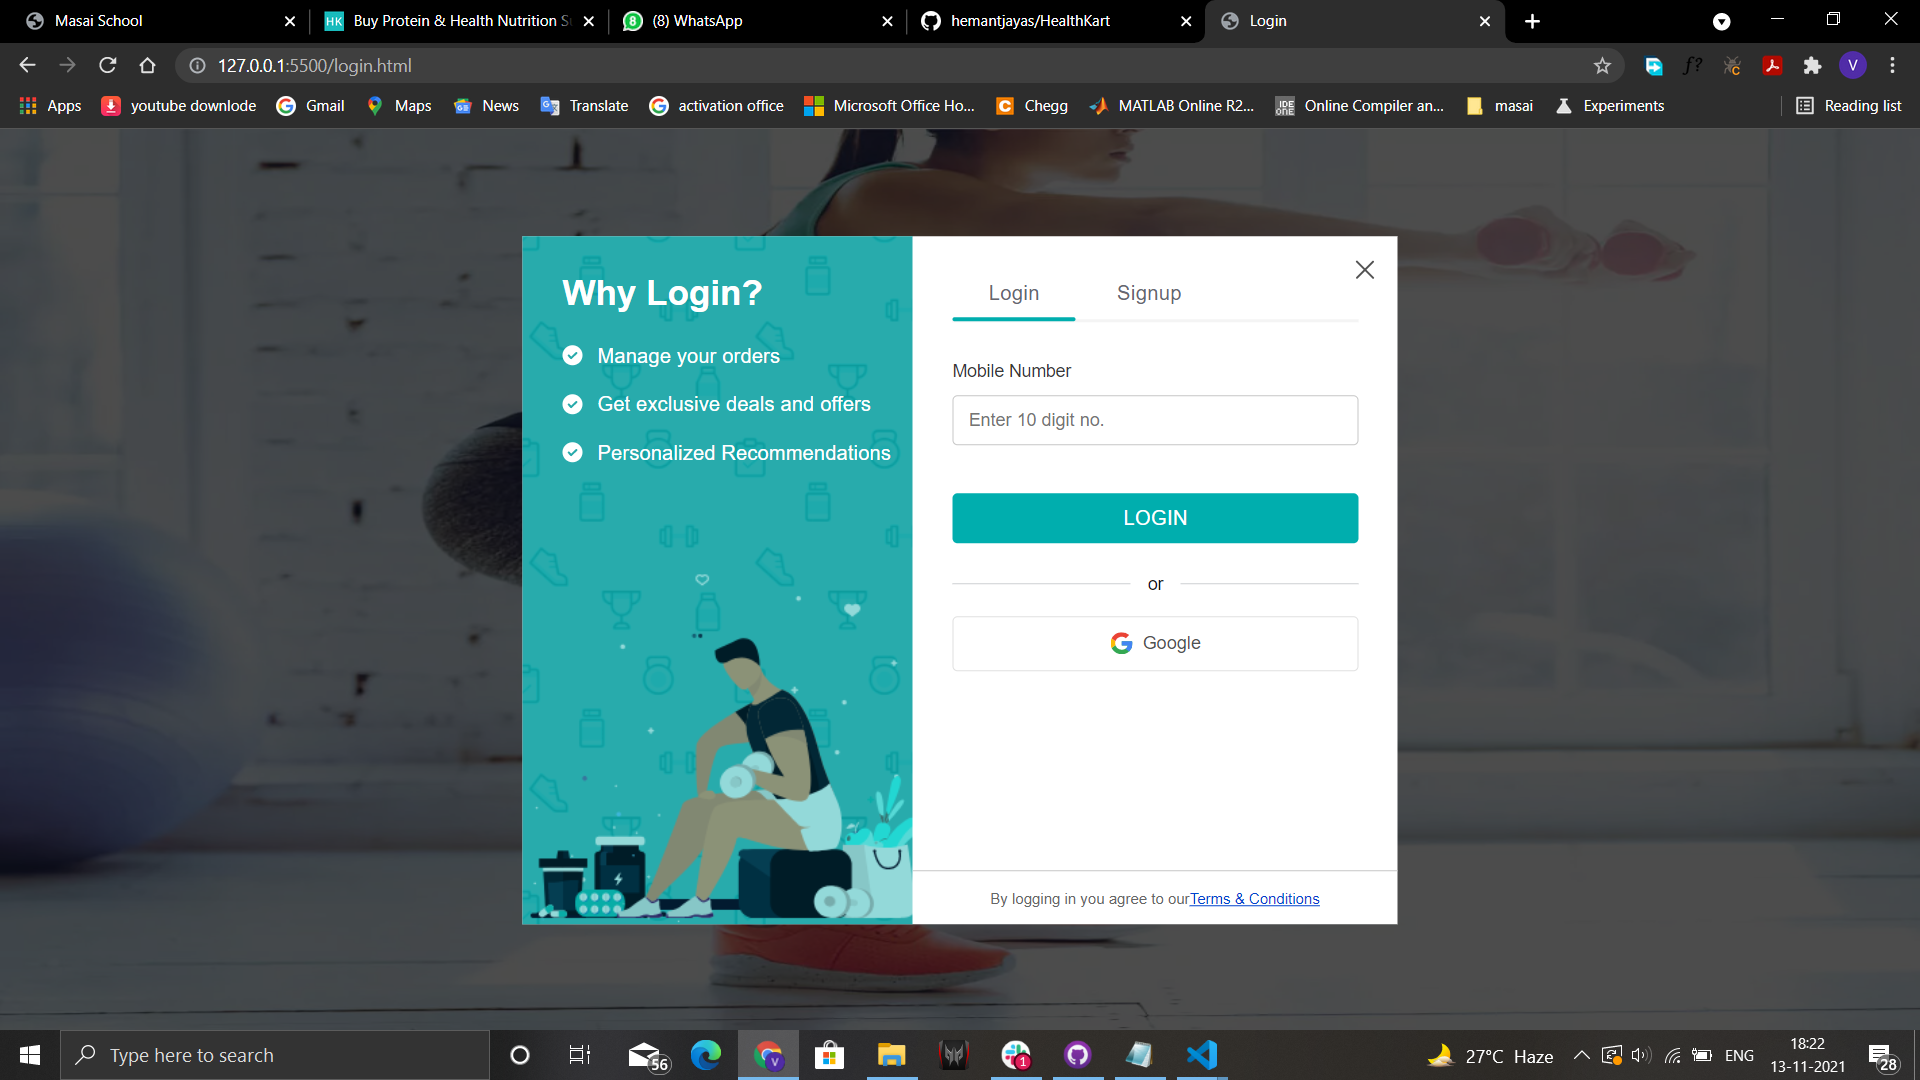 Masai School
HK
Buy Protein & Health Nutrition S
8
(8) WhatsApp
hemantjayas/HealthKart
Login
127.0.0.1:5500/login.html
f?
V
Apps
youtube downlode
Gmail
Maps
News
Translate
activation office
Microsoft Office Ho...
Chegg
MATLAB Online R2...
IDE ONE
Online Compiler an...
masai
Experiments
Reading list
Why Login?
Manage your orders
Get exclusive deals and offers
Personalized Recommendations
Login
Signup
Mobile Number
Enter 10 digit no.
LOGIN
or
Google
By logging in you agree to ourTerms & Conditions
Type here to search
56
V
1
27°C Haze
ENG
18:22
13-11-2021
28